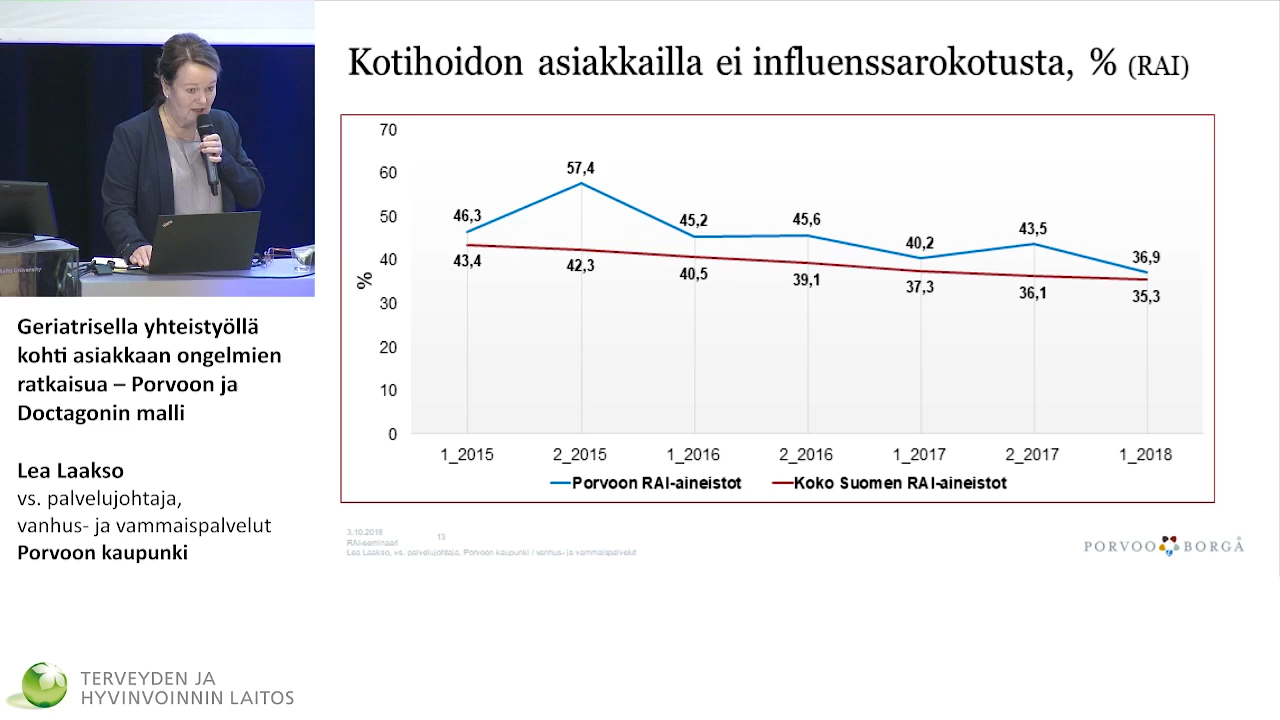 Kotihoidon asiakkailla ei influenssarokotusta, % (RAI)
70
60
50
40
30
20
10
0
%
57,4
46,3
45,2
45,6
40,2
43,5
36,9
43,4
42,3
40,5
39,1
37,3
36,1
35,3
1_2015
2_2015
1_2016
2_2016
1_2017
2_2017
1_2018
Porvoon RAI-aineistot
Koko Suomen RAI-aineistot
3.10.2018
13
RAI-seminaari
Lea Laakso, vs. palvelujohtaja, Porvoon kaupunki / vanhus- ja vammaispalvelut
PORVOO BORGÅ
Geriatrisella yhteistyöllä
kohti asiakkaan ongelmien
ratkaisua – Porvoon ja
Doctagonin malli
Lea Laakso
vs. palvelujohtaja,
vanhus- ja vammaispalvelut
Porvoon kaupunki
TERVEYDEN JA
HYVINVOINNIN LAITOS